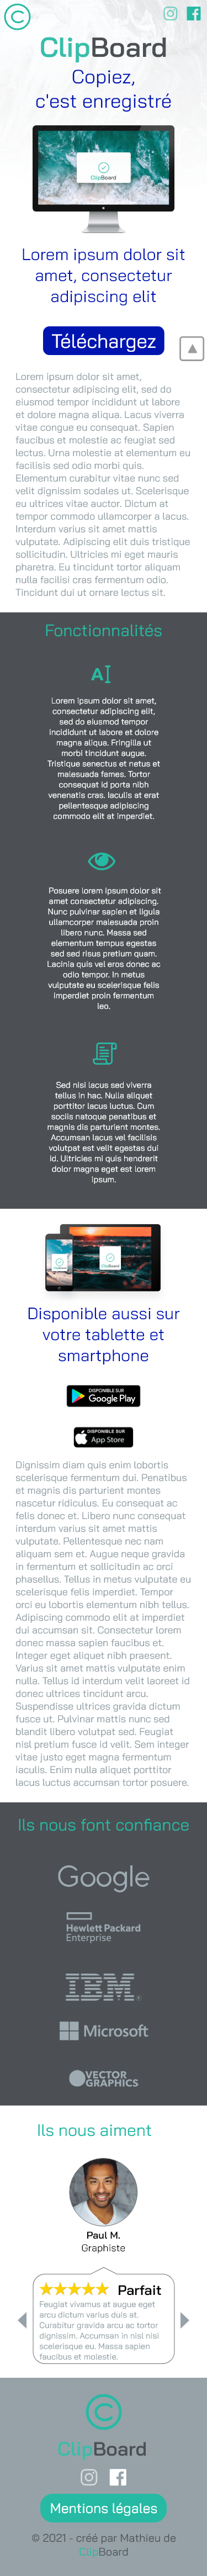 ClipBoard
Copiez,
c'est enregistré
ClipBoard
Lorem ipsum dolor sit
amet, consectetur
adipiscing elit
Téléchargez
Lorem ipsum dolor sit amet,
consectetur adipiscing elit, sed do
eiusmod tempor incididunt ut labore
et dolore magna aliqua. Lacus viverra
vitae congue eu consequat. Sapien
faucibus et molestie ac feugiat sed
lectus. Urna molestie at elementum eu
facilisis sed odio morbi quis.
Elementum curabitur vitae nunc sed
velit dignissim sodales ut. Scelerisque
eu ultrices vitae auctor. Dictum at
tempor commodo ullamcorper a lacus.
Interdum varius sit amet mattis
vulputate. Adipiscing elit duis tristique
sollicitudin. Ultricies mi eget mauris
pharetra. Eu tincidunt tortor aliquam
nulla facilisi cras fermentum odio.
Tincidunt dui ut ornare lectus sit.
Fonctionnalités
Lorem ipsum dolor sit amet,
consectetur adipiscing elit,
sed do eiusmod tempor
incididunt ut labore et dolore
magna aliqua. Fringilla ut
morbi tincidunt augue.
Tristique senectus et netus et
malesuada fames. Tortor
consequat id porta nibh
venenatis cras. Iaculis at erat
pellentesque adipiscing
commodo elit at imperdiet.
Posuere lorem ipsum dolor sit
amet consectetur adipiscing.
Nunc pulvinar sapien et ligula
ullamcorper malesuada proin
libero nunc. Massa sed
elementum tempus egestas
sed sed risus pretium quam.
Lacinia quis vel eros donec ac
odio tempor. In metus
vulputate eu scelerisque felis
imperdiet proin fermentum
leo.
Sed nisi lacus sed viverra
tellus in hac. Nulla aliquet
porttitor lacus luctus. Cum
sociis natoque penatibus et
magnis dis parturient montes.
Accumsan lacus vel facilisis
volutpat est velit egestas dui
id. Ultricies mi quis hendrerit
dolor magna eget est lorem
ipsum.
Disponible aussi sur
votre tablette et
smartphone
DISPONIBLE SUR
Google Play
DISPONIBLE SUR
App Store
Dignissim diam quis enim lobortis
scelerisque fermentum dui. Penatibus
et magnis dis parturient montes
nascetur ridiculus. Eu consequat ac
felis donec et. Libero nunc consequat
interdum varius sit amet mattis
vulputate. Pellentesque nec nam
aliquam sem et. Augue neque gravida
in fermentum et sollicitudin ac orci
phasellus. Tellus in metus vulputate eu
scelerisque felis imperdiet. Tempor
orci eu lobortis elementum nibh tellus.
Adipiscing commodo elit at imperdiet
dui accumsan sit. Consectetur lorem
donec massa sapien faucibus et.
Integer eget aliquet nibh praesent.
Varius sit amet mattis vulputate enim
nulla. Tellus id interdum velit laoreet id
donec ultrices tincidunt arcu.
Suspendisse ultrices gravida dictum
fusce ut. Pulvinar mattis nunc sed
blandit libero volutpat sed. Feugiat
nisl pretium fusce id velit. Sem integer
vitae justo eget magna fermentum
iaculis. Enim nulla aliquet porttitor
lacus luctus accumsan tortor posuere.
Ils nous font confiance
Google
Hewlett Packard
Enterprise
IBM
Microsoft
VECTOR
GRAPHICS
Ils nous aiment
Paul M.
Graphiste
Parfait
Feugiat vivamus at augue eget
arcu dictum varius duis at.
Curabitur gravida arcu ac tortor
dignissim. Accumsan in nisl nisi
scelerisque eu. Massa sapien
faucibus et molestie.
ClipBoard
Mentions légales
© 2021 - créé par Mathieu de
ClipBoard